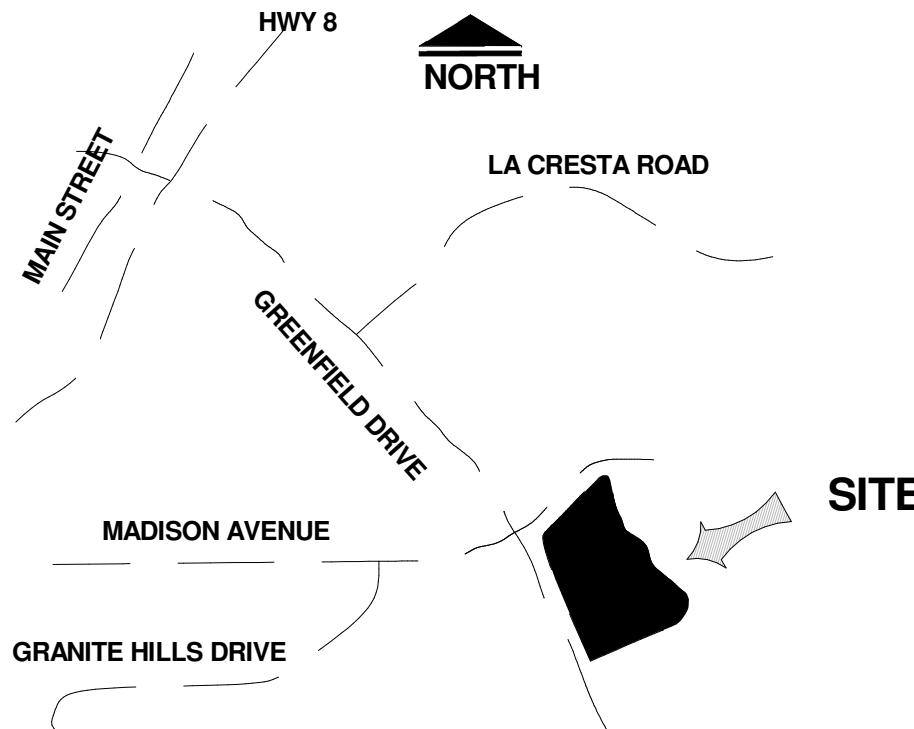 HWY 8
NORTH
LA CRESTA ROAD
MAIN STREET
GREENFIELD DRIVE
SITE
MADISON AVENUE
GRANITE HILLS DRIVE